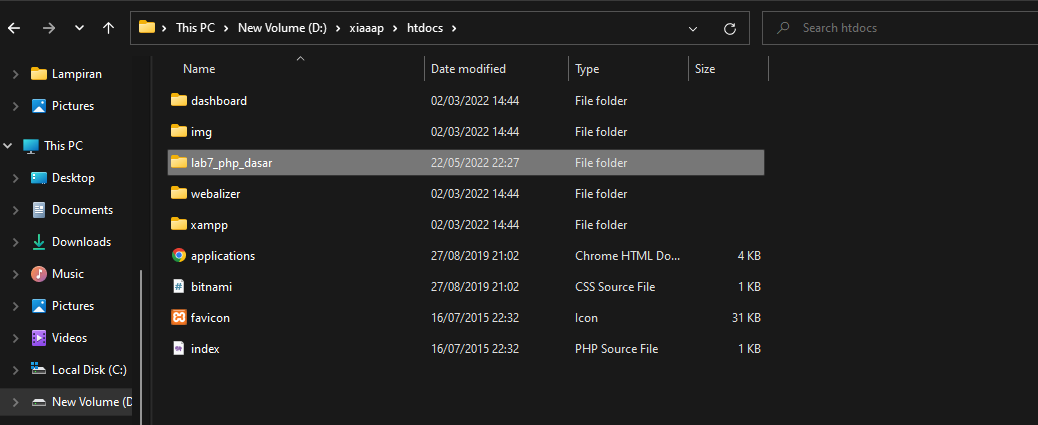 This PC > New Volume (D:) > xiaaap > htdocs >
Search htdocs
Lampiran
Pictures
This PC
Desktop
Documents
Downloads
Music
Pictures
Videos
Local Disk (C:)
New Volume (D
Name Date modified Type Size
dashboard 02/03/2022 14:44 File folder
img 02/03/2022 14:44 File folder
lab7_php_dasar 22/05/2022 22:27 File folder
webalizer 02/03/2022 14:44 File folder
xampp 02/03/2022 14:44 File folder
applications 27/08/2019 21:02 Chrome HTML Do... 4 KB
bitnami 27/08/2019 21:02 CSS Source File 1 KB
favicon 16/07/2015 22:32 Icon 31 KB
index 16/07/2015 22:32 PHP Source File 1 KB